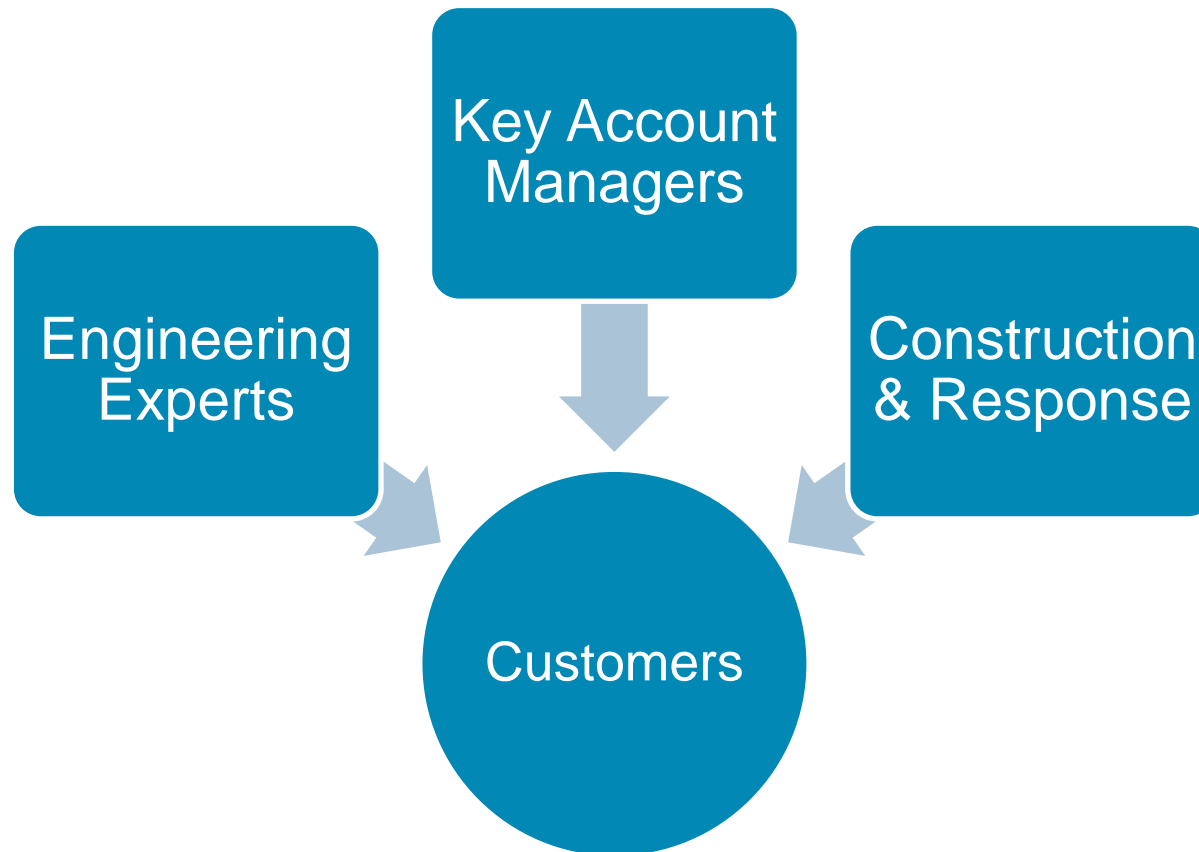 Key Account
Managers
Engineering
Experts
Construction
& Response
Customers